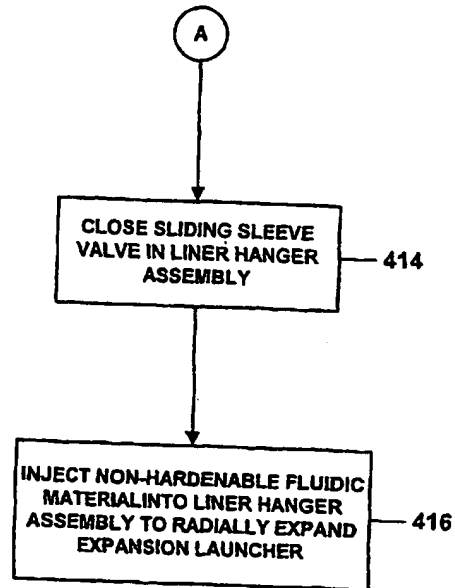 A
CLOSE SLIDING SLEEVE
VALVE IN LINER HANGER
ASSEMBLY
414
INJECT NON-HARDENABLE FLUIDIC
MATERIALINTO LINER HANGER
ASSEMBLY TO RADIALLY EXPAND
EXPANSION LAUNCHER
416